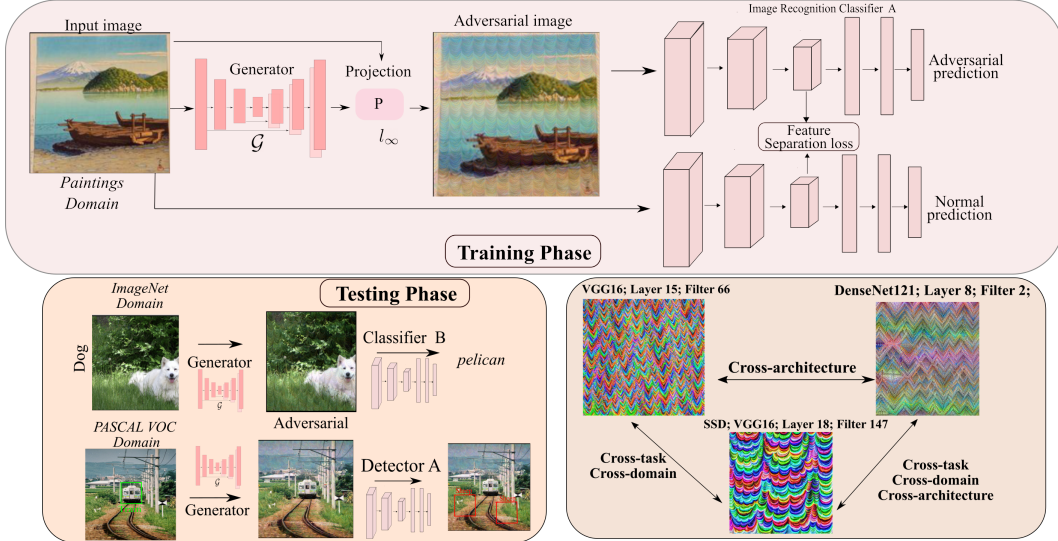 Input image
Adversarial image
Image Recognition Classifier A
Generator
Projection
P
𝒢
l∞
Adversarial
prediction
Feature
Separation loss
Paintings
Domain
Normal
prediction
Training Phase
ImageNet
Domain
Testing Phase
Dog
Generator
𝒢
Classifier B
pelican
Adversarial
PASCAL VOC
Domain
𝒢
Generator
Detector A
VGG16; Layer 15; Filter 66
DenseNet121; Layer 8; Filter 2;
Cross-architecture
SSD; VGG16; Layer 18; Filter 147
Cross-task
Cross-domain
Cross-task
Cross-domain
Cross-architecture